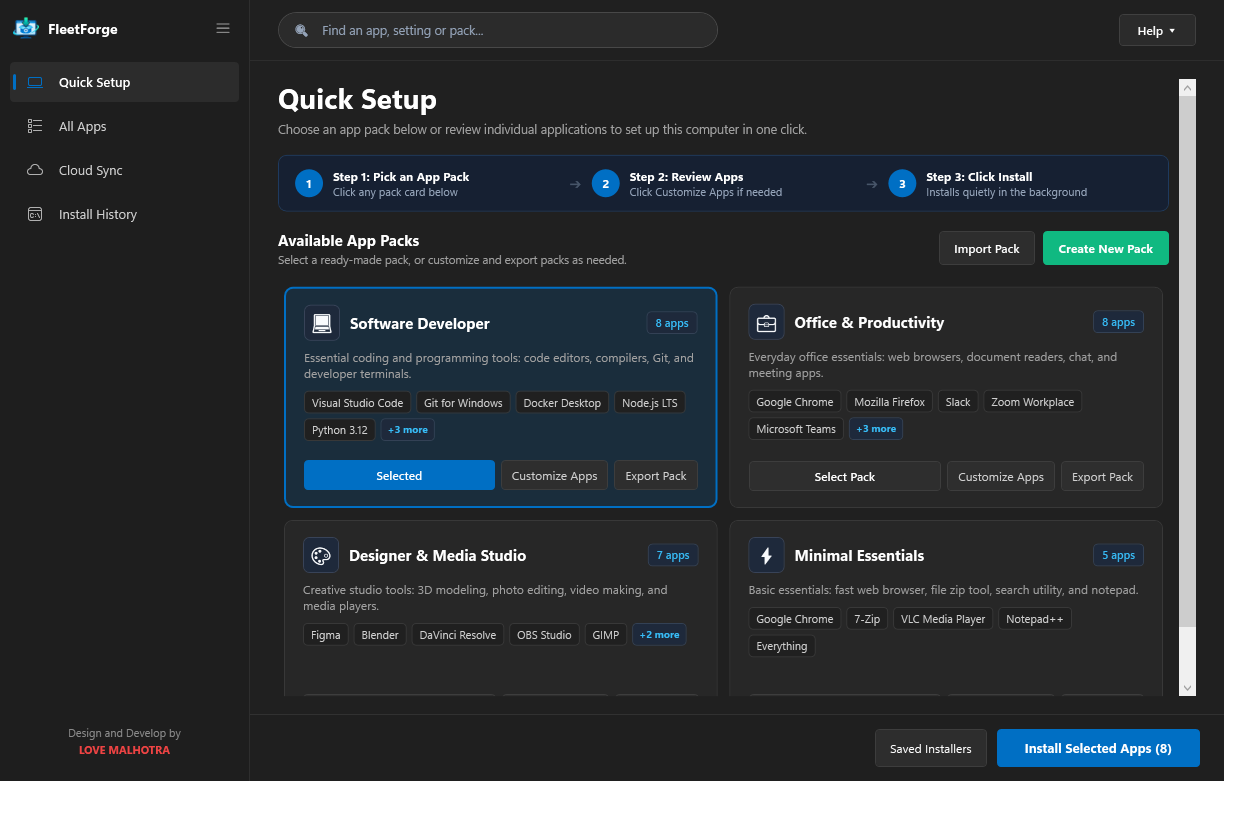 FleetForge
Quick Setup
All Apps
Cloud Sync
Install History
Design and Develop by
LOVE MALHOTRA
Find an app, setting or pack...
Help
Quick Setup
Choose an app pack below or review individual applications to set up this computer in one click.
1
Step 1: Pick an App Pack
Click any pack card below
→
2
Step 2: Review Apps
Click Customize Apps if needed
→
3
Step 3: Click Install
Installs quietly in the background
Available App Packs
Select a ready-made pack, or customize and export packs as needed.
Import Pack
Create New Pack
Software Developer
8 apps
Essential coding and programming tools: code editors, compilers, Git, and
developer terminals.
Visual Studio Code
Git for Windows
Docker Desktop
Node.js LTS
Python 3.12
+3 more
Selected
Customize Apps
Export Pack
Office & Productivity
8 apps
Everyday office essentials: web browsers, document readers, chat, and
meeting apps.
Google Chrome
Mozilla Firefox
Slack
Zoom Workplace
Microsoft Teams
+3 more
Select Pack
Customize Apps
Export Pack
Designer & Media Studio
7 apps
Creative studio tools: 3D modeling, photo editing, video making, and
media players.
Figma
Blender
DaVinci Resolve
OBS Studio
GIMP
+2 more
Minimal Essentials
5 apps
Basic essentials: fast web browser, file zip tool, search utility, and notepad.
Google Chrome
7-Zip
VLC Media Player
Notepad++
Everything
Saved Installers
Install Selected Apps (8)